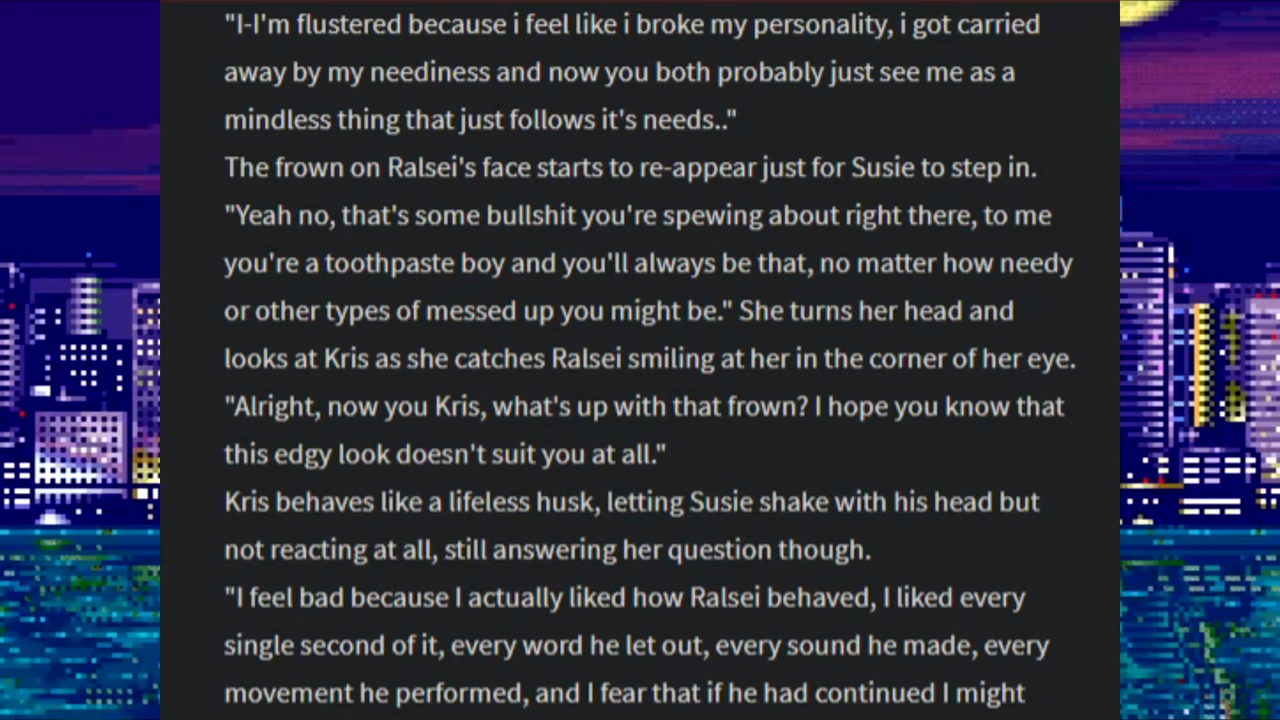 "I-I'm flustered because i feel like i broke my personality, i got carried
away by my neediness and now you both probably just see me as a
mindless thing that just follows it's needs.."
The frown on Ralsei's face starts to re-appear just for Susie to step in.
"Yeah no, that's some bullshit you're spewing about right there, to me
you're a toothpaste boy and you'll always be that, no matter how needy
or other types of messed up you might be." She turns her head and
looks at Kris as she catches Ralsei smiling at her in the corner of her eye.
"Alright, now you Kris, what's up with that frown? I hope you know that
this edgy look doesn't suit you at all."
Kris behaves like a lifeless husk, letting Susie shake with his head but
not reacting at all, still answering her question though.
"I feel bad because I actually liked how Ralsei behaved, I liked every
single second of it, every word he let out, every sound he made, every
movement he performed, and I fear that if he had continued I might